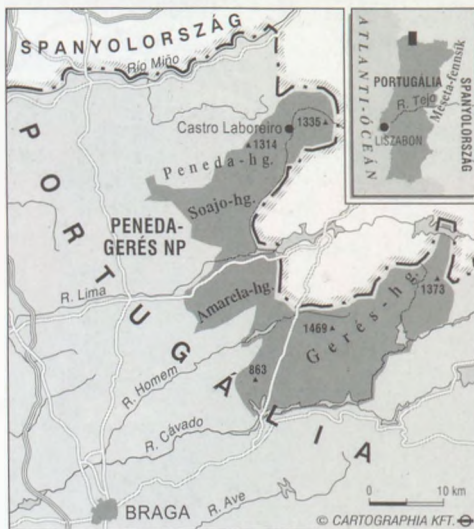 SPANYOLORSZÁG
Río Miño
PORTUGÁLIA
Castro Laboreiro
1335
1314
Peneda-hg.
Soajo-hg.
PENEDA-
GERÉS NP
R. Lima
Amarela-hg.
1373
1469
Gerés-hg.
863
R. Homem
R. Cávado
BRAGA
R. Ave
0 10 km
© CARTOGRAPHIA KFT.
ATLANTI-ÓCEÁN
PORTUGÁLIA
R. Tejo
Meseta-fennsík
SPANYOLORSZÁG
LISZABON